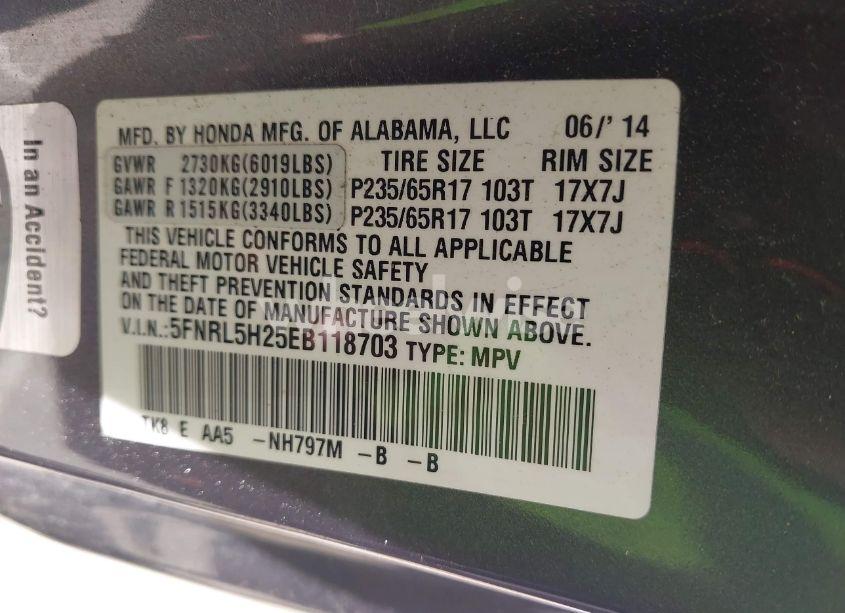 In an Accident?
MFD. BY HONDA MFG. OF ALABAMA, LLC 06/' 14
GVWR 2730KG(6019LBS) TIRE SIZE RIM SIZE
GAWR F 1320KG(2910LBS) P235/65R17 103T 17X7J
GAWR R 1515KG(3340LBS) P235/65R17 103T 17X7J
THIS VEHICLE CONFORMS TO ALL APPLICABLE
FEDERAL MOTOR VEHICLE SAFETY
AND THEFT PREVENTION STANDARDS IN EFFECT
ON THE DATE OF MANUFACTURE SHOWN ABOVE.
V.I.N.:5FNRL5H25EB118703 TYPE: MPV
TK8 E AA5 -NH797M -B -B